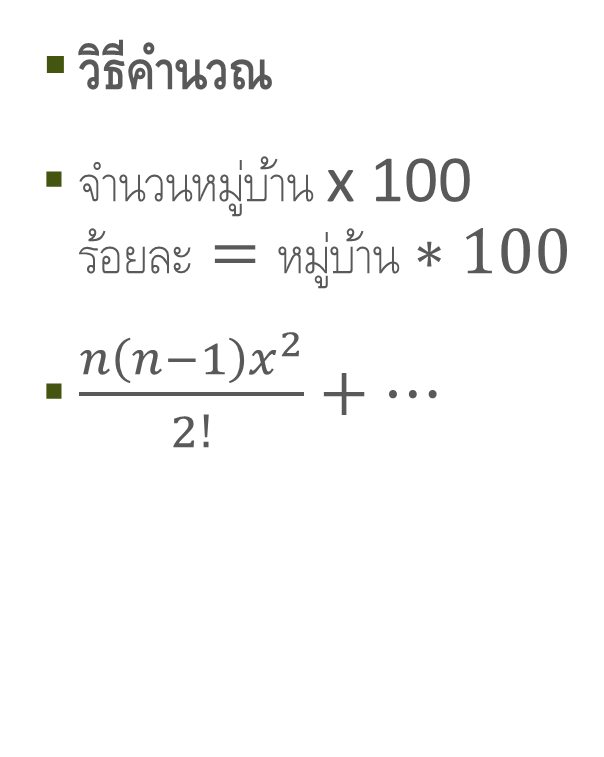 ▪ วิธีคำนวณ
▪ จำนวนหมู่บ้าน x 100
ร้อยละ = หมู่บ้าน * 100
▪ n(n−1)x²/2! + ⋯